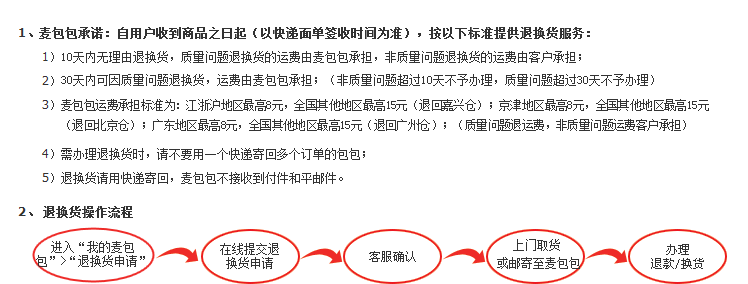 1、麦包包承诺：自用户收到商品之日起（以快递面单签收时间为准），按以下标准提供退换货服务：
1）10天内无理由退换货，质量问题退换货的运费由麦包包承担，非质量问题退换货的运费由客户承担；
2）30天内可因质量问题退换货，运费由麦包包承担；（非质量问题超过10天不予办理，质量问题超过30天不予办理）
3）麦包包运费承担标准为：江浙沪地区最高8元，全国其他地区最高15元（退回嘉兴仓）；京津地区最高8元，全国其他地区最高15元
（退回北京仓）；广东地区最高8元，全国其他地区最高15元（退回广州仓）；（质量问题退运费，非质量问题运费客户承担）
4）需办理退换货时，请不要用一个快递寄回多个订单的包包；
5）退换货请用快递寄回，麦包包不接收到付件和平邮件。
2、退换货操作流程
进入“我的麦包
包”>“退换货申请”
在线提交退
换货申请
客服确认
上门取货
或邮寄至麦包包
办理
退款/换货